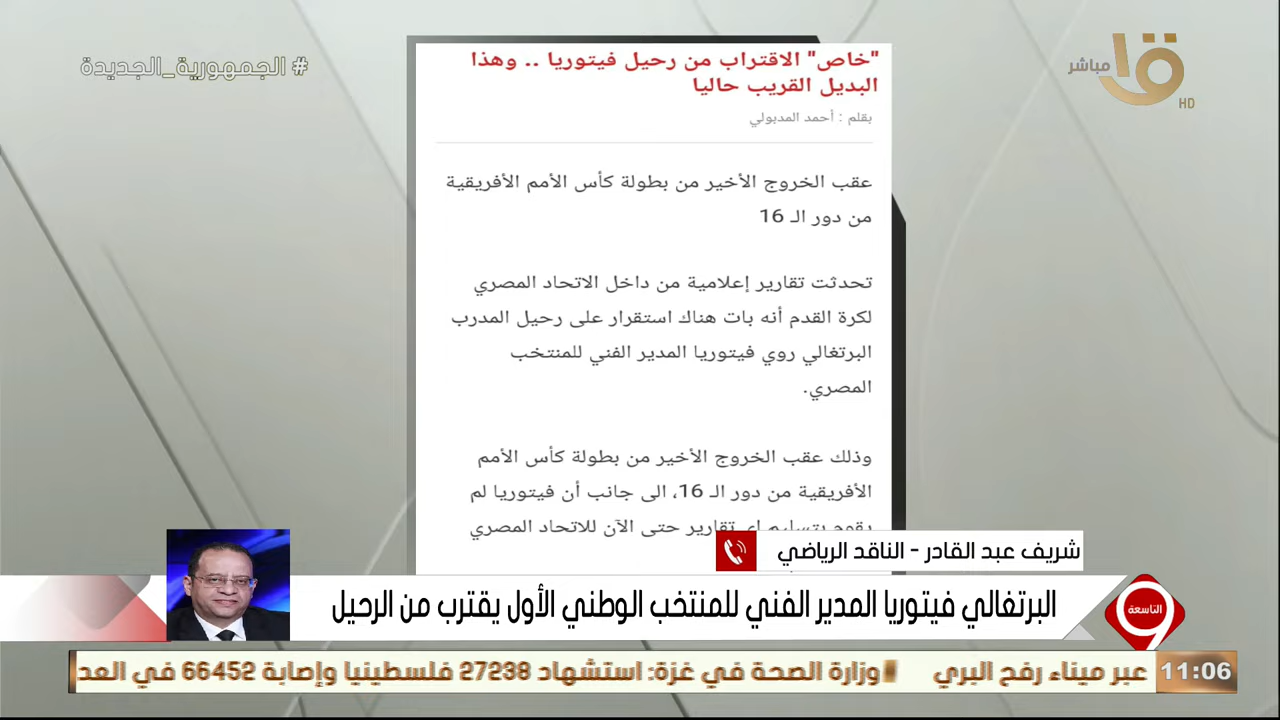 #الجمهورية_الجديدة
مباشر
HD
"خاص" الاقتراب من رحيل فيتوريا .. وهذا
البديل القريب حاليا
بقلم : أحمد المدبولي
عقب الخروج الأخير من بطولة كأس الأمم الأفريقية
من دور الـ 16
تحدثت تقارير إعلامية من داخل الاتحاد المصري
لكرة القدم أنه بات هناك استقرار على رحيل المدرب
البرتغالي روي فيتوريا المدير الفني للمنتخب
المصري.
وذلك عقب الخروج الأخير من بطولة كأس الأمم
الأفريقية من دور الـ 16، الى جانب أن فيتوريا لم
يقوم بتسليم اي تقارير حتى الآن للاتحاد المصري
شريف عبد القادر - الناقد الرياضي
البرتغالي فيتوريا المدير الفني للمنتخب الوطني الأول يقترب من الرحيل
التاسعة
11:06
عبر ميناء رفح البري وزارة الصحة في غزة: استشهاد 27238 فلسطينيا وإصابة 66452 في العد